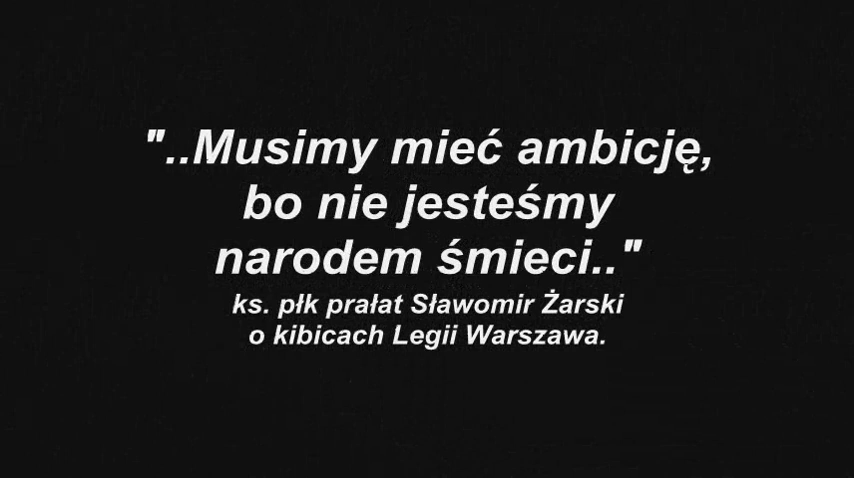 "..Musimy mieć ambicję,
bo nie jesteśmy
narodem śmieci.."
ks. płk prałat Sławomir Żarski
o kibicach Legii Warszawa.